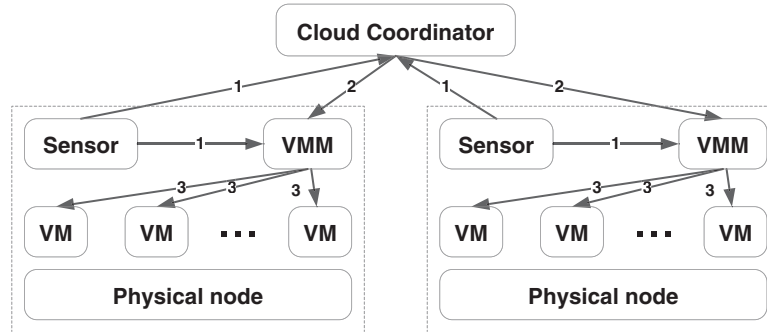 Cloud Coordinator
1
2
1
2
Sensor
1
VMM
Sensor
1
VMM
3
3
3
3
3
3
VM
VM
...
VM
VM
VM
...
VM
Physical node
Physical node